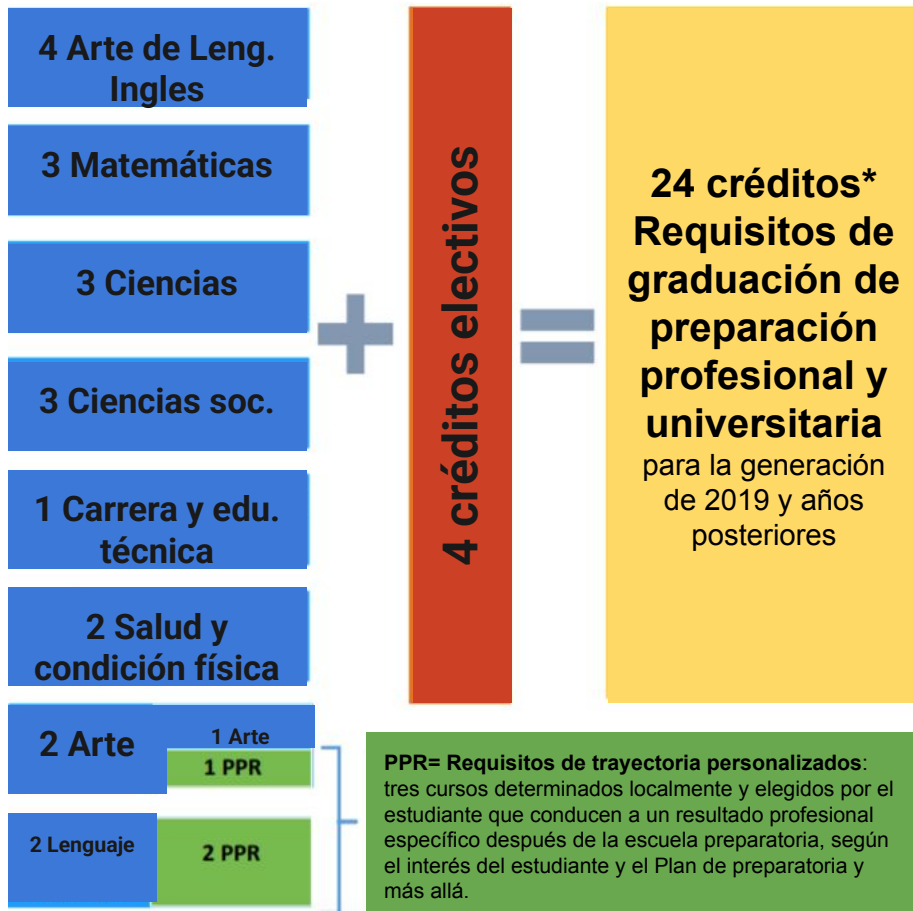 4 Arte de Leng.
Ingles
3 Matemáticas
3 Ciencias
3 Ciencias soc.
1 Carrera y edu.
técnica
2 Salud y
condición física
2 Arte
1 Arte
1 PPR
2 Lenguaje
2 PPR
+
4 créditos electivos
=
24 créditos*
Requisitos de
graduación de
preparación
profesional y
universitaria
para la generación
de 2019 y años
posteriores
PPR= Requisitos de trayectoria personalizados:
tres cursos determinados localmente y elegidos por el
estudiante que conducen a un resultado profesional
específico después de la escuela preparatoria, según
el interés del estudiante y el Plan de preparatoria y
más allá.